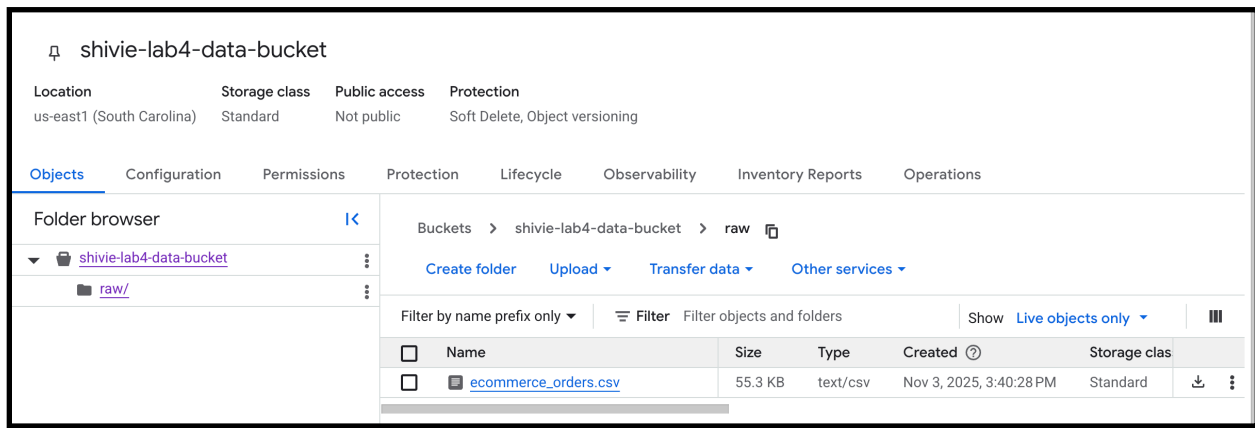 shivie-lab4-data-bucket
Location Storage class Public access Protection
us-east1 (South Carolina) Standard Not public Soft Delete, Object versioning
Objects Configuration Permissions Protection Lifecycle Observability Inventory Reports Operations
Folder browser
shivie-lab4-data-bucket
raw/
Buckets > shivie-lab4-data-bucket > raw
Create folder Upload Transfer data Other services
Filter by name prefix only Filter Filter objects and folders Show Live objects only
Name Size Type Created Storage clas
ecommerce_orders.csv 55.3 KB text/csv Nov 3, 2025, 3:40:28 PM Standard